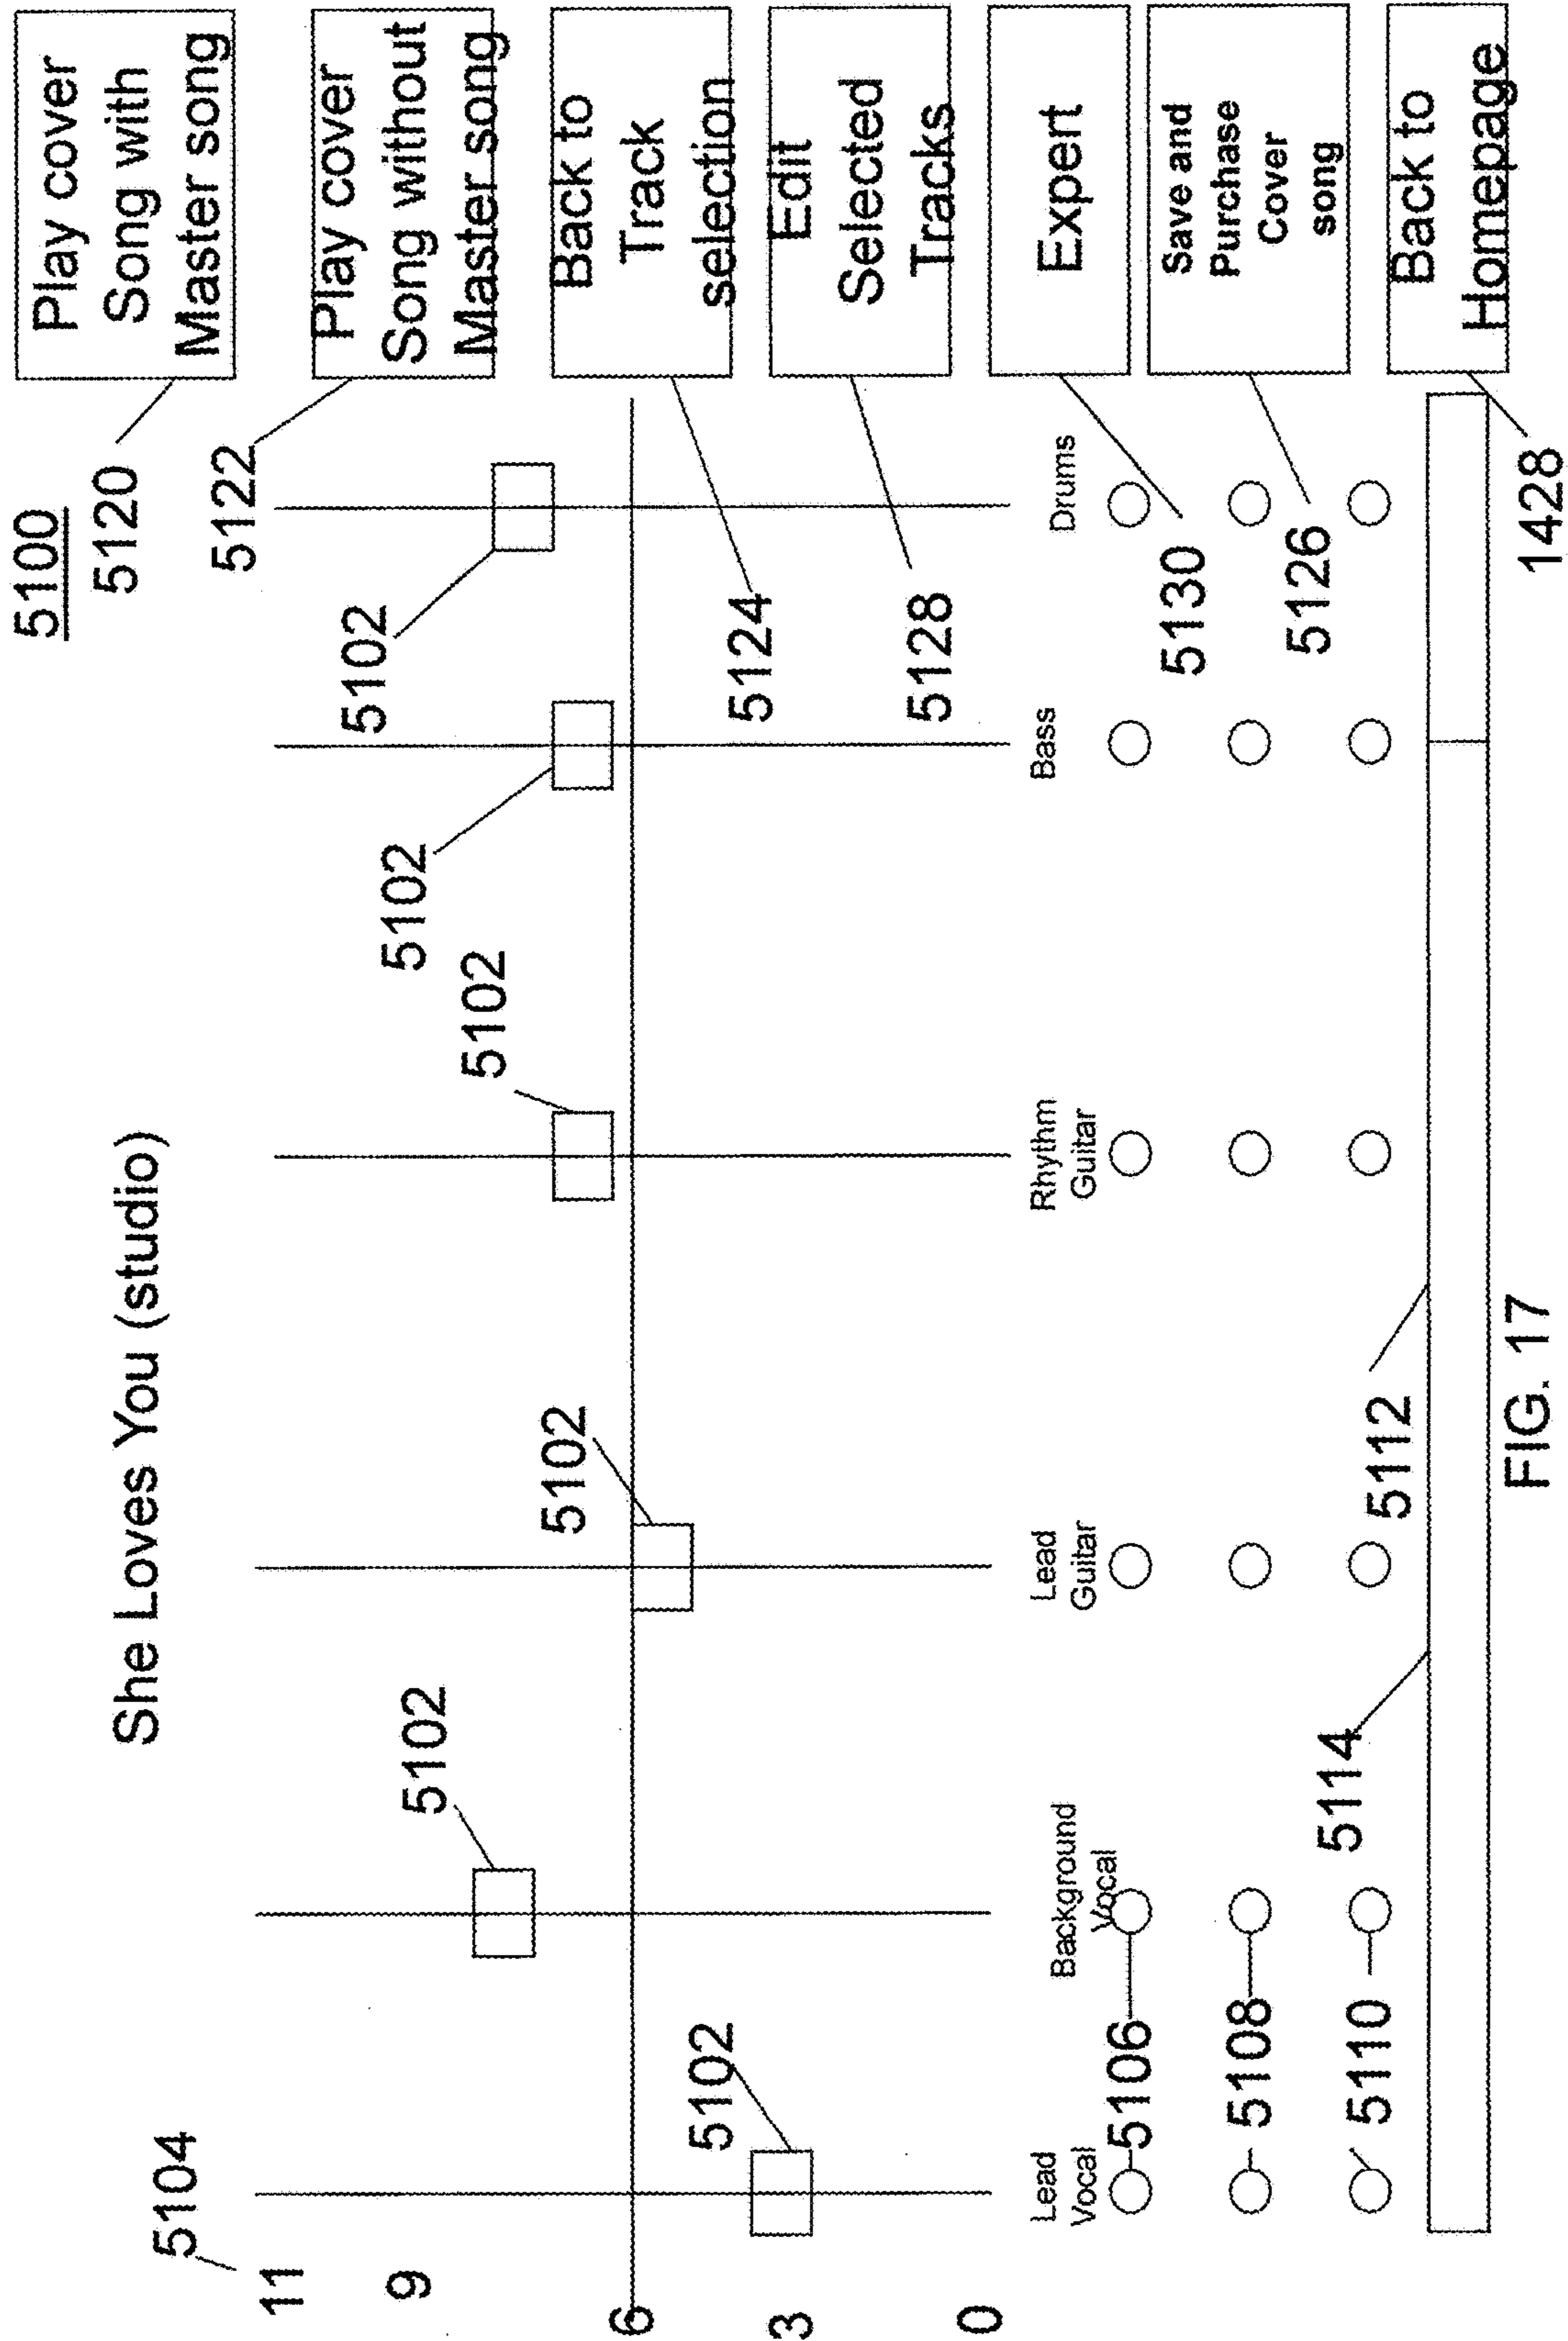 5100
She Loves You (studio)
5104
11
9
6
3
0
5102
5102
5102
5102
5102
5102
5120
5122
5124
5128
5130
5126
1428
Play cover
Song with
Master song
Play cover
Song without
Master song
Back to
Track
selection
Edit
Selected
Tracks
Expert
Save and
Purchase
Cover
song
Back to
Homepage
Lead
Vocal
Background
Vocal
Lead
Guitar
Rhythm
Guitar
Bass
Drums
5106
5108
5110
5114
5112
FIG. 17